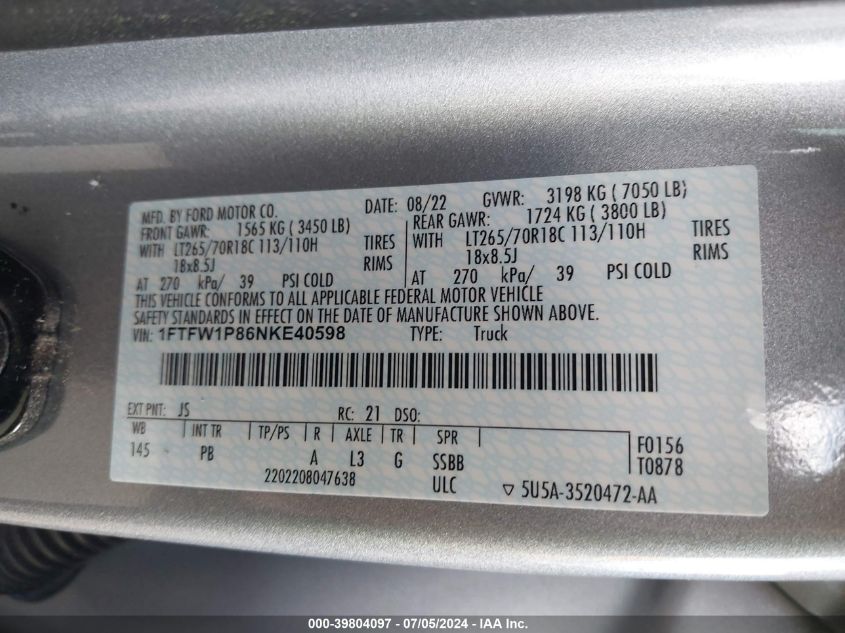 MFD. BY FORD MOTOR CO.
DATE: 08/22 GVWR: 3198 KG ( 7050 LB)
FRONT GAWR: 1565 KG ( 3450 LB) REAR GAWR: 1724 KG ( 3800 LB)
WITH LT265/70R18C 113/110H TIRES WITH LT265/70R18C 113/110H TIRES
18x8.5J RIMS 18x8.5J RIMS
AT 270 kPa/ 39 PSI COLD AT 270 kPa/ 39 PSI COLD
THIS VEHICLE CONFORMS TO ALL APPLICABLE FEDERAL MOTOR VEHICLE
SAFETY STANDARDS IN EFFECT ON THE DATE OF MANUFACTURE SHOWN ABOVE.
VIN: 1FTFW1P86NKE40598 TYPE: Truck
EXT PNT: JS RC: 21 DSO:
WB INT TR TP/PS R AXLE TR SPR F0156
145 PB A L3 G SSBB T0878
2202208047638 ULC ▽ 5U5A-3520472-AA
000-39804097 - 07/05/2024 - IAA Inc.